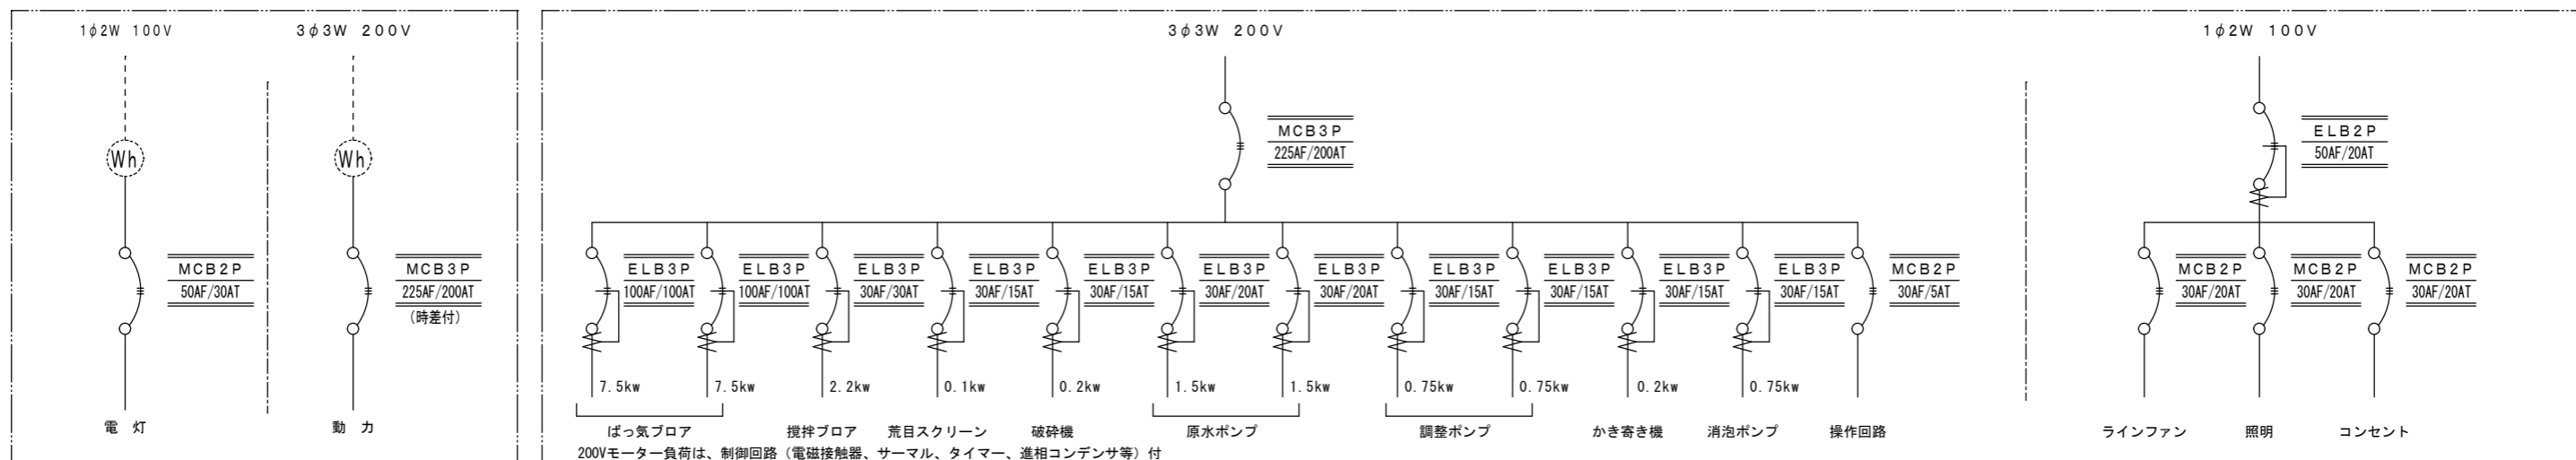 1φ2W 100V
3φ3W 200V
Wh
Wh
MCB2P
50AF/30AT
MCB3P
225AF/200AT
(時差付)
電 灯
動 力
3φ3W 200V
MCB3P
225AF/200AT
ELB3P
100AF/100AT
ELB3P
100AF/100AT
ELB3P
30AF/30AT
ELB3P
30AF/15AT
ELB3P
30AF/15AT
ELB3P
30AF/20AT
ELB3P
30AF/20AT
ELB3P
30AF/15AT
ELB3P
30AF/15AT
ELB3P
30AF/15AT
ELB3P
30AF/15AT
MCB2P
30AF/5AT
7.5kw
7.5kw
2.2kw
0.1kw
0.2kw
1.5kw
1.5kw
0.75kw
0.75kw
0.2kw
0.75kw
ばっ気ブロア
撹拌ブロア
荒目スクリーン
破砕機
原水ポンプ
調整ポンプ
かき寄き機
消泡ポンプ
操作回路
200Vモーター負荷は、制御回路（電磁接触器、サーマル、タイマー、進相コンデンサ等）付
1φ2W 100V
ELB2P
50AF/20AT
MCB2P
30AF/20AT
MCB2P
30AF/20AT
MCB2P
30AF/20AT
ラインファン
照明
コンセント